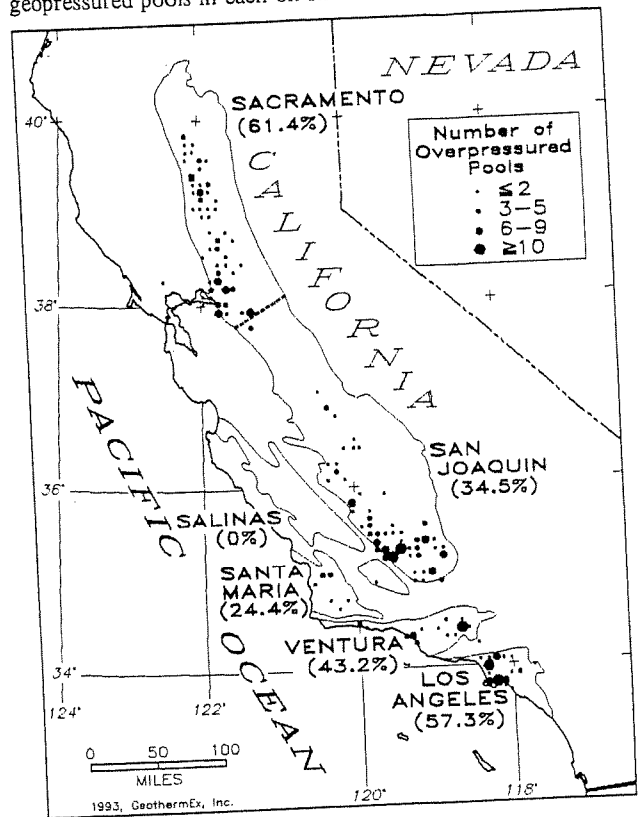 geopressured pools in each
NEVADA
SACRAMENTO
(61.4%)
CALIFORNIA
Number of
Overpressured
Pools
≤2
3-5
6-9
≥10
40°
38°
36°
34°
PACIFIC
OCEAN
SAN
JOAQUIN
(34.5%)
SALINAS
(0%)
SANTA
MARIA
(24.4%)
VENTURA
(43.2%)
LOS
ANGELES
(57.3%)
124°
122°
120°
118°
0 50 100
MILES
1993, GeothermEx, Inc.